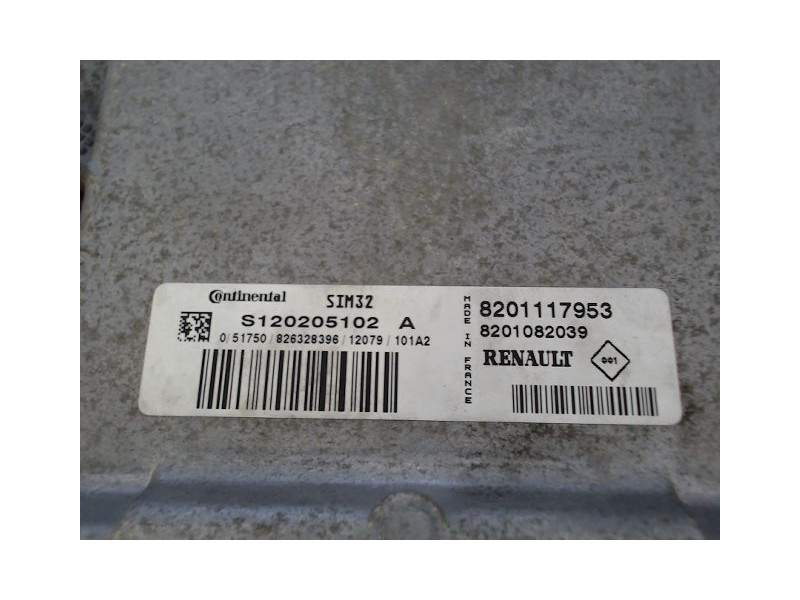 Continental SIM32
S120205102 A
0/51750/826328396/12079/101A2
MADE IN FRANCE
8201117953
8201082039
RENAULT 001